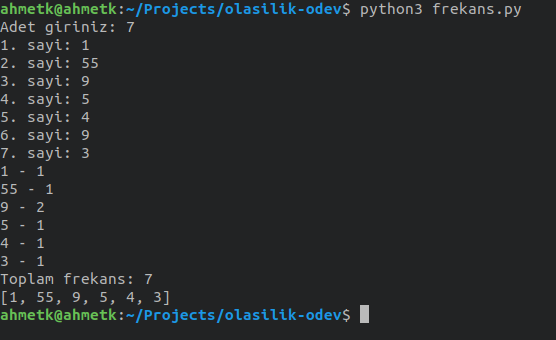 ahmetk@ahmetk:~/Projects/olasilik-odev$ python3 frekans.py
Adet giriniz: 7
1. sayi: 1
2. sayi: 55
3. sayi: 9
4. sayi: 5
5. sayi: 4
6. sayi: 9
7. sayi: 3
1 - 1
55 - 1
9 - 2
5 - 1
4 - 1
3 - 1
Toplam frekans: 7
[1, 55, 9, 5, 4, 3]
ahmetk@ahmetk:~/Projects/olasilik-odev$